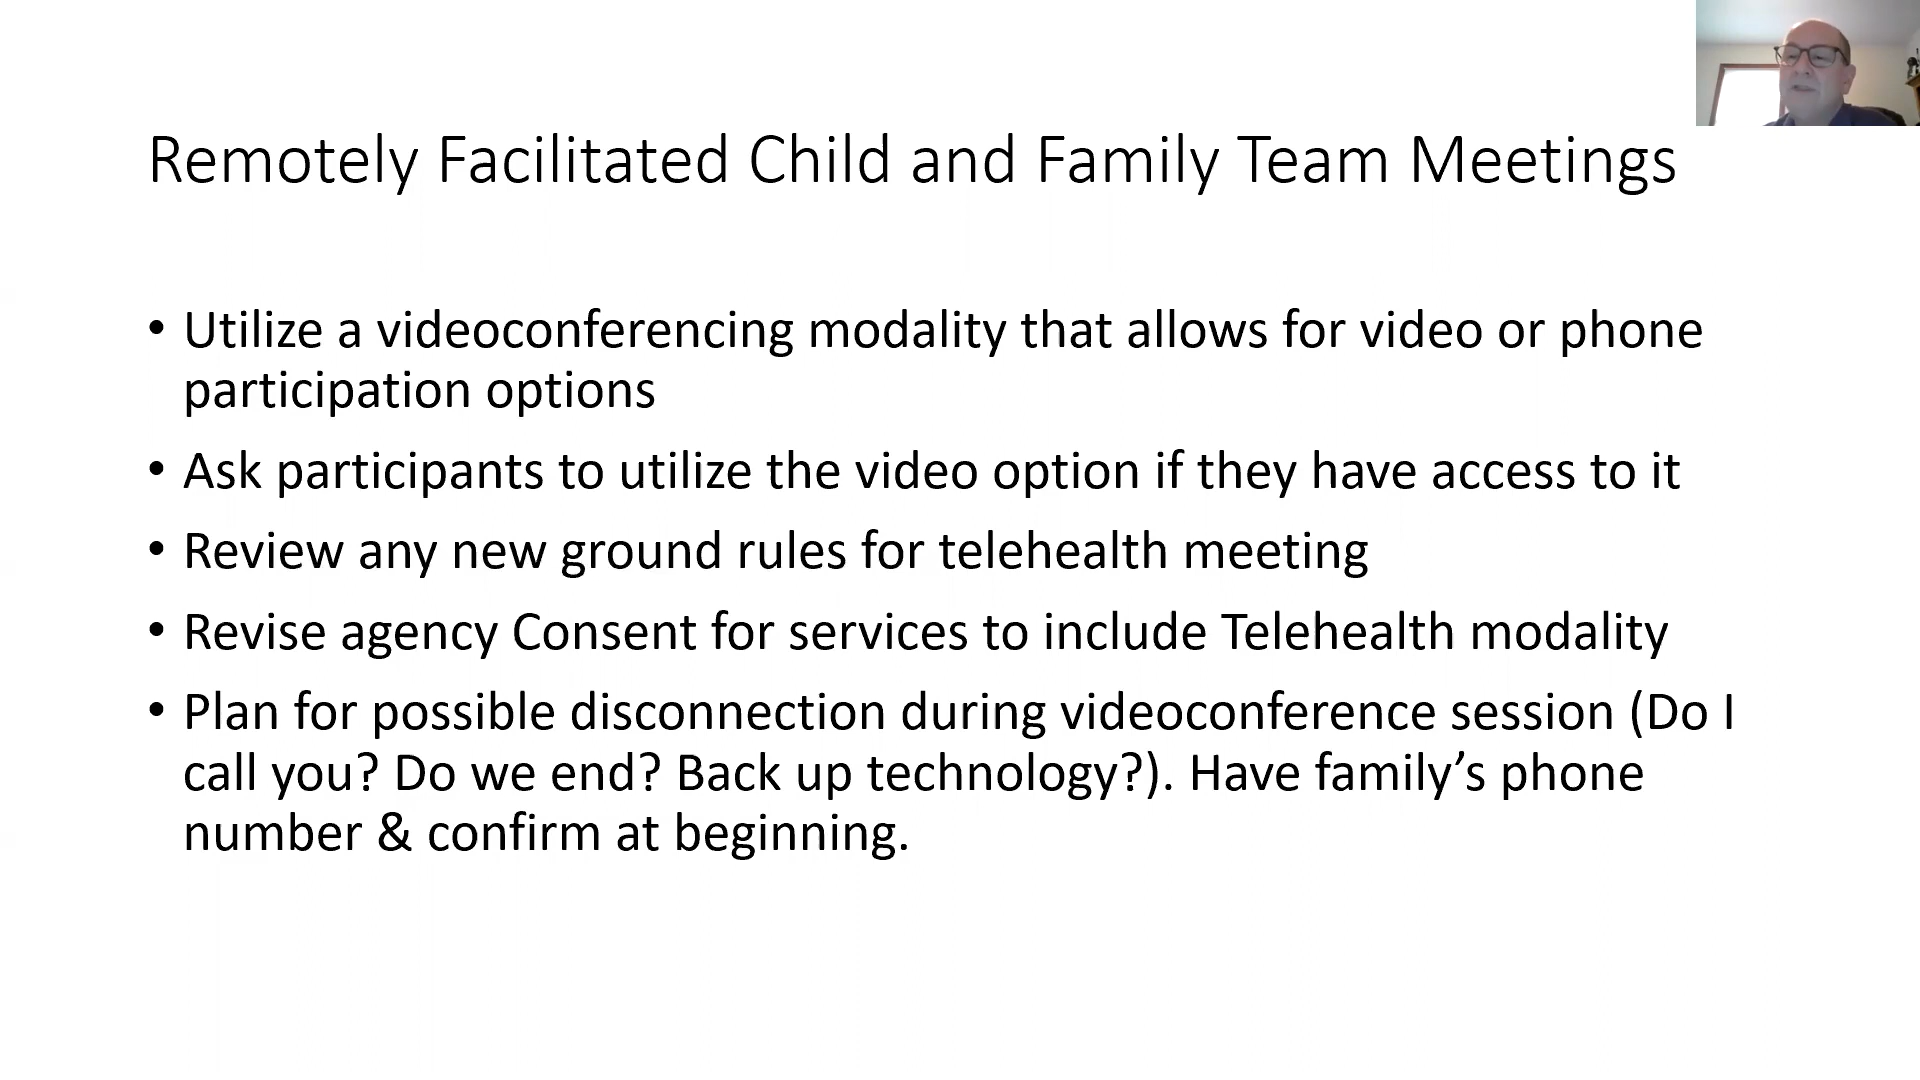 Remotely Facilitated Child and Family Team Meetings
• Utilize a videoconferencing modality that allows for video or phone
participation options
• Ask participants to utilize the video option if they have access to it
• Review any new ground rules for telehealth meeting
• Revise agency Consent for services to include Telehealth modality
• Plan for possible disconnection during videoconference session (Do I
call you? Do we end? Back up technology?). Have family’s phone
number & confirm at beginning.